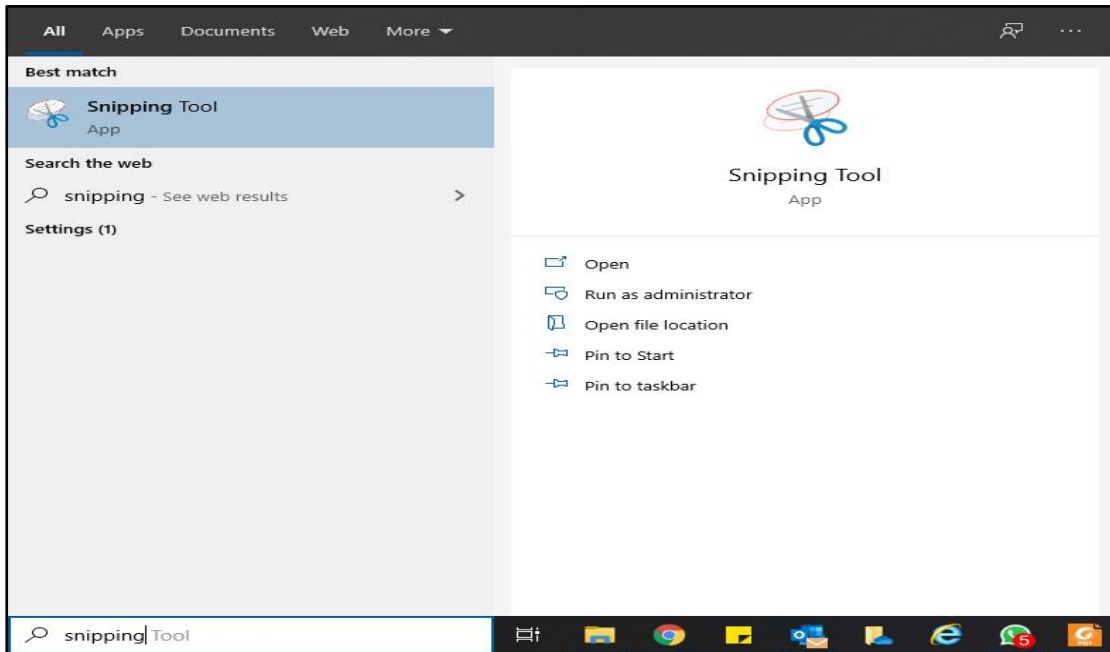 All Apps Documents Web More ...
Best match
Snipping Tool
App
Search the web
snipping - See web results
Settings (1)
Snipping Tool
App
Open
Run as administrator
Open file location
Pin to Start
Pin to taskbar
snipping Tool
5